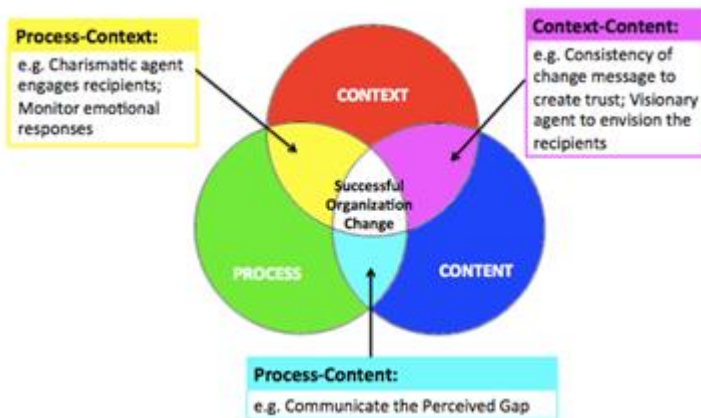 Process-Context:
e.g. Charismatic agent
engages recipients;
Monitor emotional
responses
Context-Content:
e.g. Consistency of
change message to
create trust; Visionary
agent to envision the
recipients
CONTEXT
Successful
Organization
Change
PROCESS
CONTENT
Process-Content:
e.g. Communicate the Perceived Gap